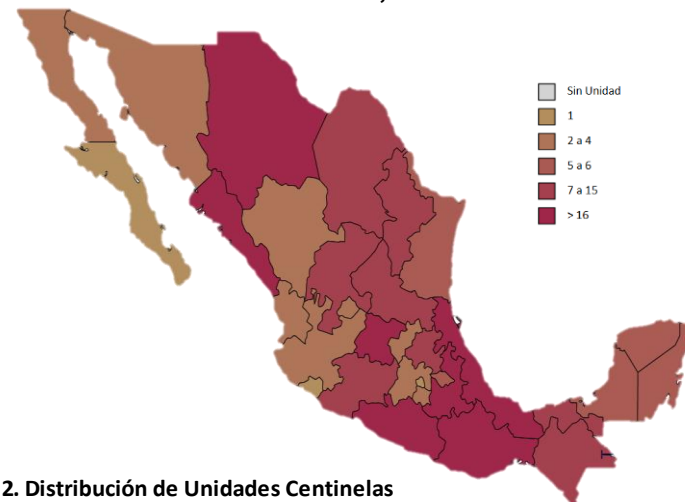 Sin Unidad
1
2 a 4
5 a 6
7 a 15
> 16
2. Distribución de Unidades Centinelas